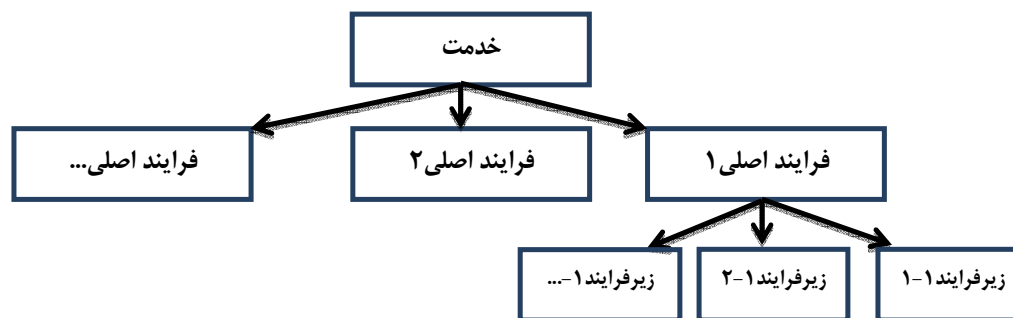 خدمت
فرایند اصلی۱
فرایند اصلی۲
فرایند اصلی...
زیرفرایند۱-۱
زیرفرایند۱-۲
زیرفرایند۱-...